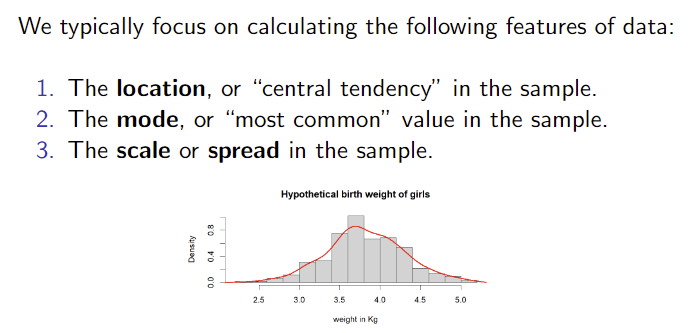 We typically focus on calculating the following features of data:
1. The location, or “central tendency” in the sample.
2. The mode, or “most common” value in the sample.
3. The scale or spread in the sample.
Hypothetical birth weight of girls
Density
0.0 0.4 0.8
2.5 3.0 3.5 4.0 4.5 5.0
weight in Kg